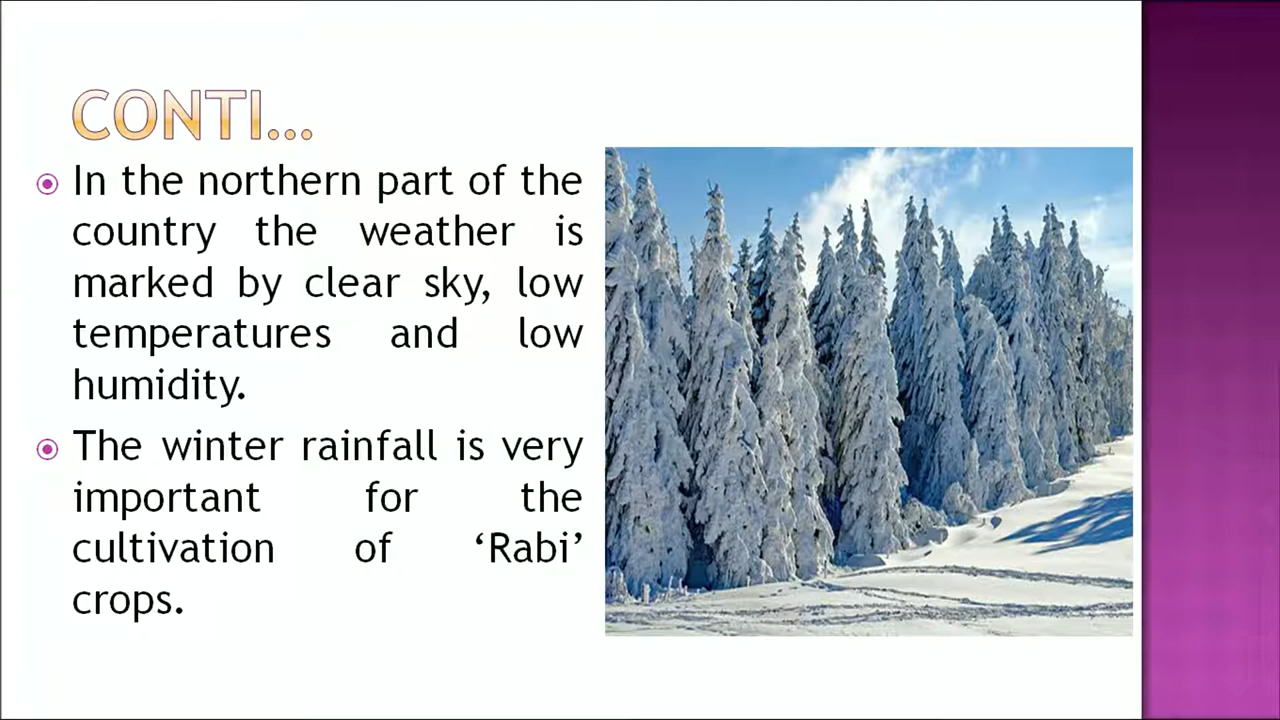 CONTI...
In the northern part of the
country the weather is
marked by clear sky, low
temperatures and low
humidity.
The winter rainfall is very
important for the
cultivation of ‘Rabi’
crops.